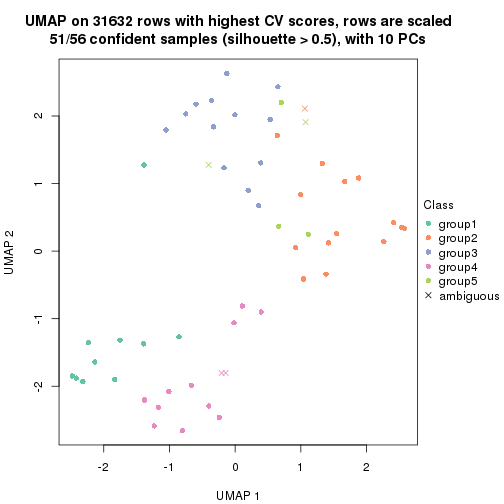 UMAP on 31632 rows with highest CV scores, rows are scaled
51/56 confident samples (silhouette > 0.5), with 10 PCs
2
1
0
-1
-2
UMAP 2
-2
-1
0
1
2
UMAP 1
Class
group1
group2
group3
group4
group5
ambiguous